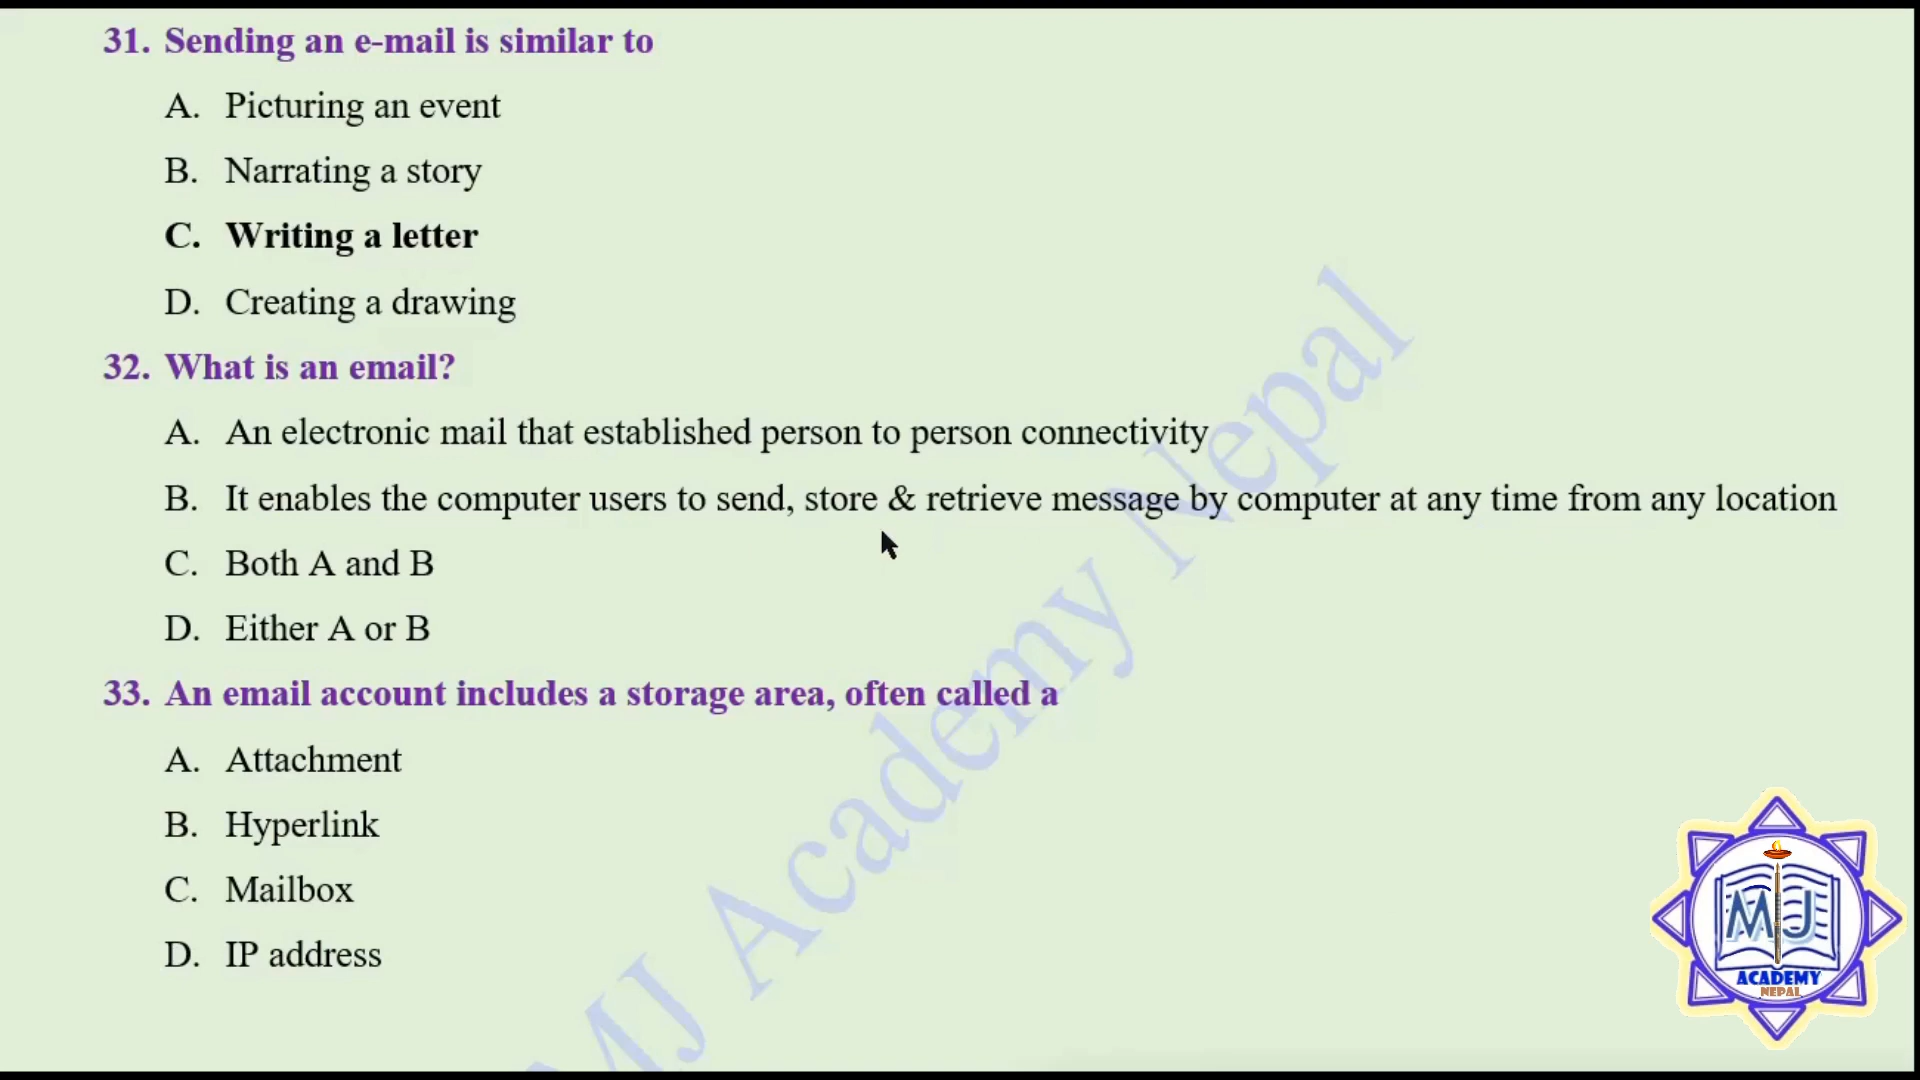 31. Sending an e-mail is similar to
A. Picturing an event
B. Narrating a story
C. Writing a letter
D. Creating a drawing
32. What is an email?
A. An electronic mail that established person to person connectivity
B. It enables the computer users to send, store & retrieve message by computer at any time from any location
C. Both A and B
D. Either A or B
33. An email account includes a storage area, often called a
A. Attachment
B. Hyperlink
C. Mailbox
D. IP address
MJ Academy Nepal
MJ
ACADEMY
NEPAL